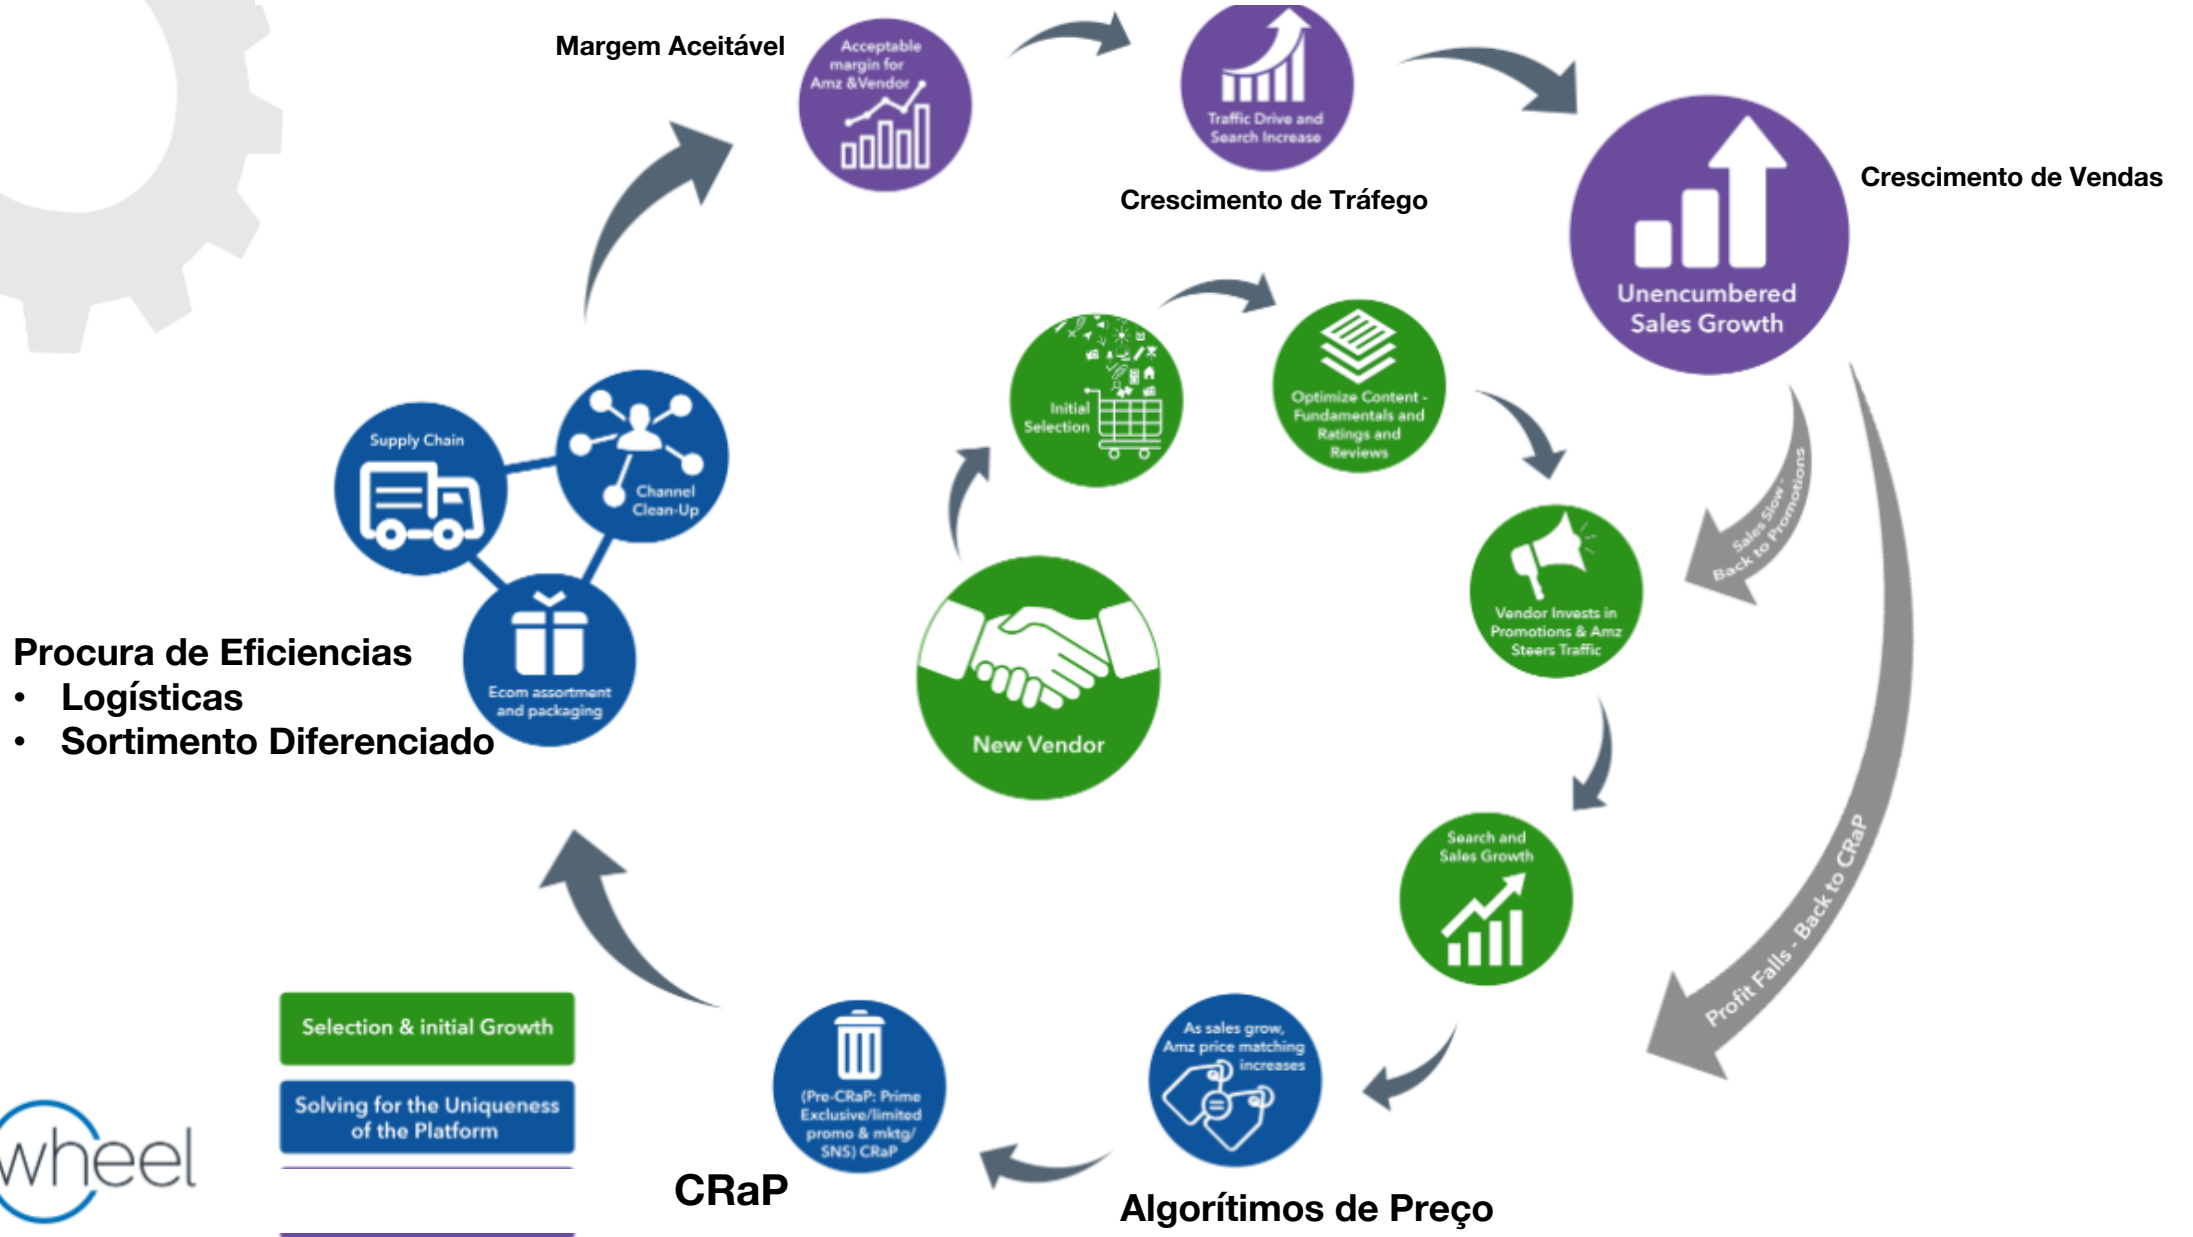 Margem Aceitável
Acceptable
margin for
Amz &Vendor
Traffic Drive and
Search Increase
Crescimento de Tráfego
Unencumbered
Sales Growth
Crescimento de Vendas
Initial
Selection
Optimize Content -
Fundamentals and
Ratings and
Reviews
Sales Slow -
Back to Promotions
Vendor Invests in
Promotions & Amz
Steers Traffic
New Vendor
Supply Chain
Channel
Clean-Up
Ecom assortment
and packaging
Procura de Eficiencias
• Logísticas
• Sortimento Diferenciado
Search and
Sales Growth
Profit Falls - Back to CRaP
As sales grow,
Amz price matching
increases
Algorítimos de Preço
(Pre-CRaP: Prime
Exclusive/limited
promo & mktg/
SNS) CRaP
CRaP
Selection & initial Growth
Solving for the Uniqueness
of the Platform
wheel